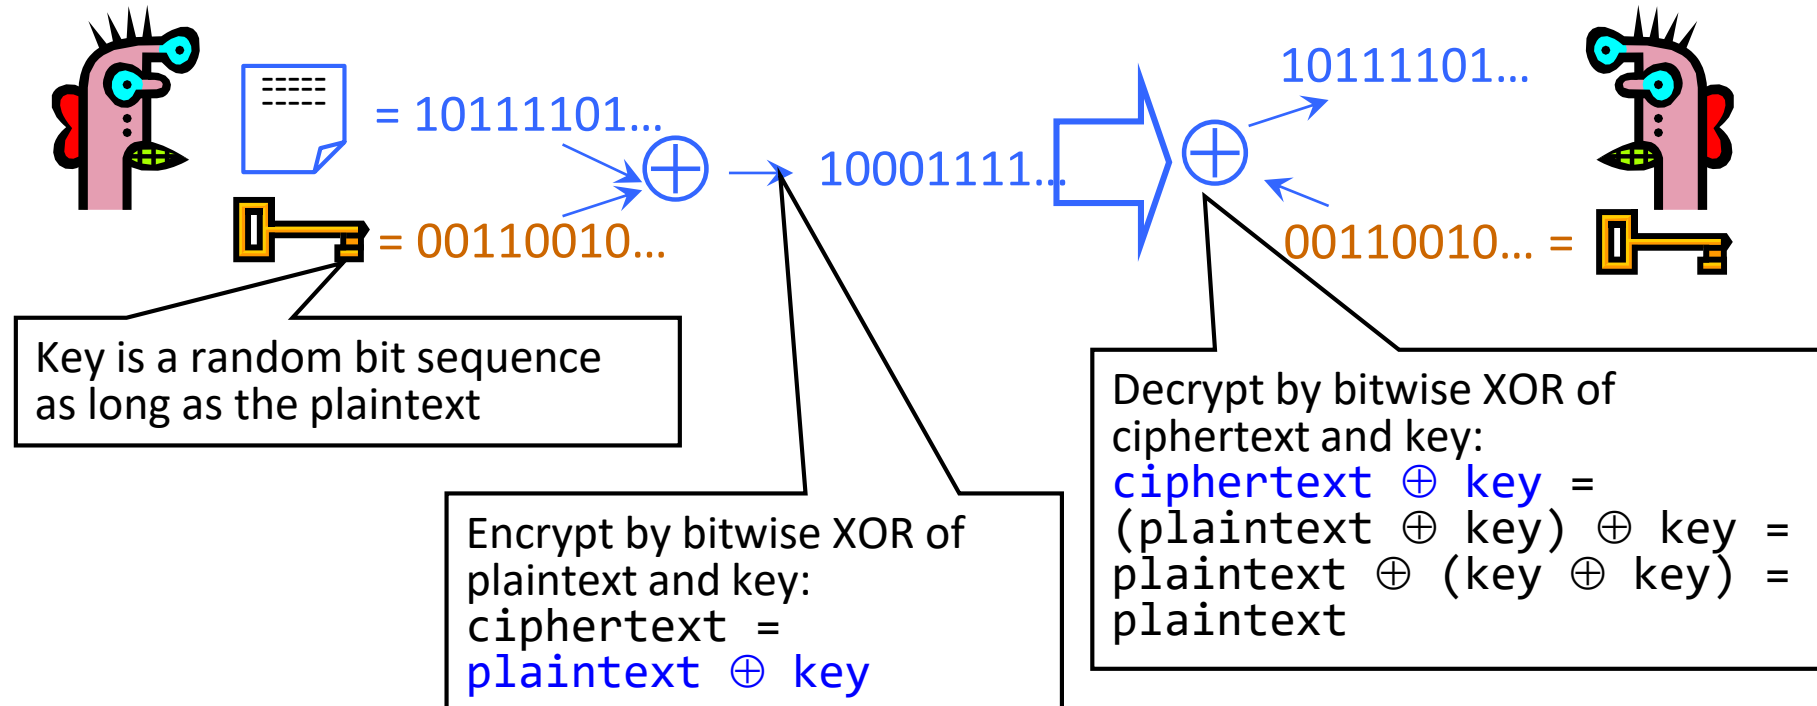 = 10111101...
= 00110010...
10001111...
10111101...
00110010... =
Key is a random bit sequence
as long as the plaintext
Encrypt by bitwise XOR of
plaintext and key:
ciphertext =
plaintext ⊕ key
Decrypt by bitwise XOR of
ciphertext and key:
ciphertext ⊕ key =
(plaintext ⊕ key) ⊕ key =
plaintext ⊕ (key ⊕ key) =
plaintext